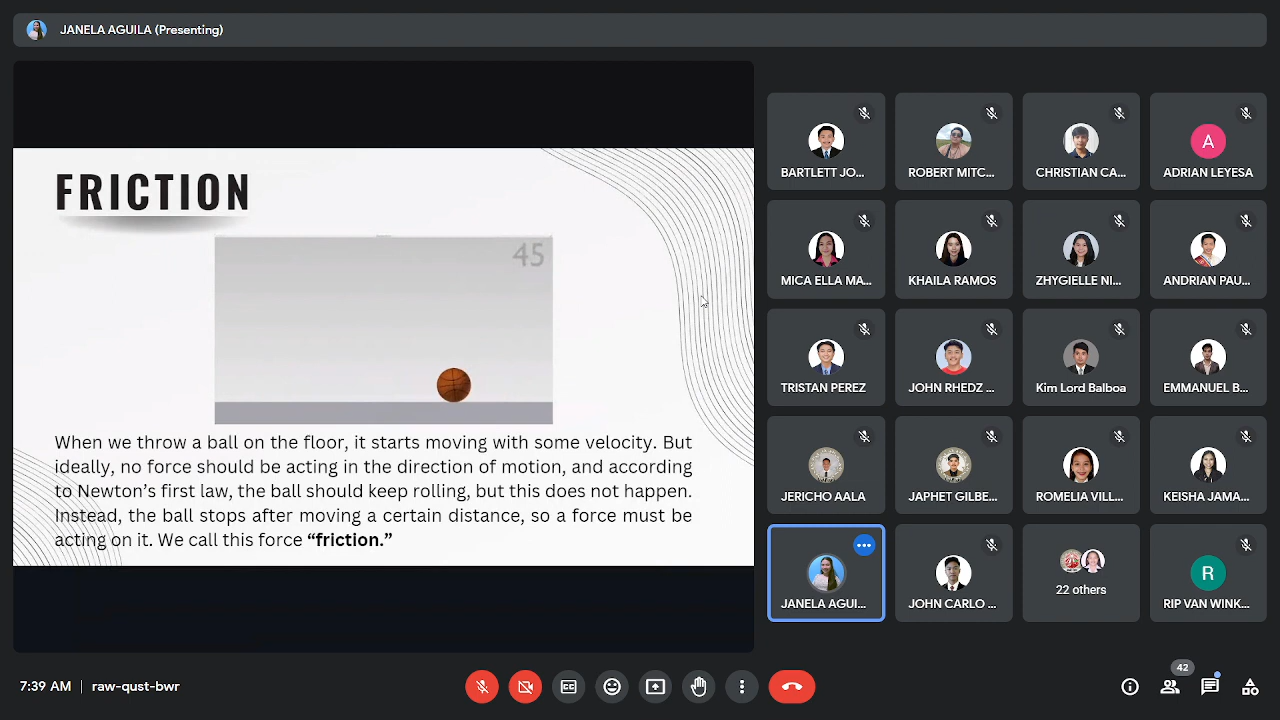 JANELA AGUILA (Presenting)
FRICTION
45
When we throw a ball on the floor, it starts moving with some velocity. But
ideally, no force should be acting in the direction of motion, and according
to Newton's first law, the ball should keep rolling, but this does not happen.
Instead, the ball stops after moving a certain distance, so a force must be
acting on it. We call this force “friction.”
BARTLETT JO...
ROBERT MITC...
CHRISTIAN CA...
A
ADRIAN LEYESA
MICA ELLA MA...
KHAILA RAMOS
ZHYGIELLE NI...
ANDRIAN PAU...
TRISTAN PEREZ
JOHN RHEDZ ...
Kim Lord Balboa
EMMANUEL B...
JERICHO AALA
JAPHET GILBE...
ROMELIA VILL...
KEISHA JAMA...
JANELA AGUI...
JOHN CARLO ...
22 others
R
RIP VAN WINK...
7:39 AM | raw-qust-bwr
42